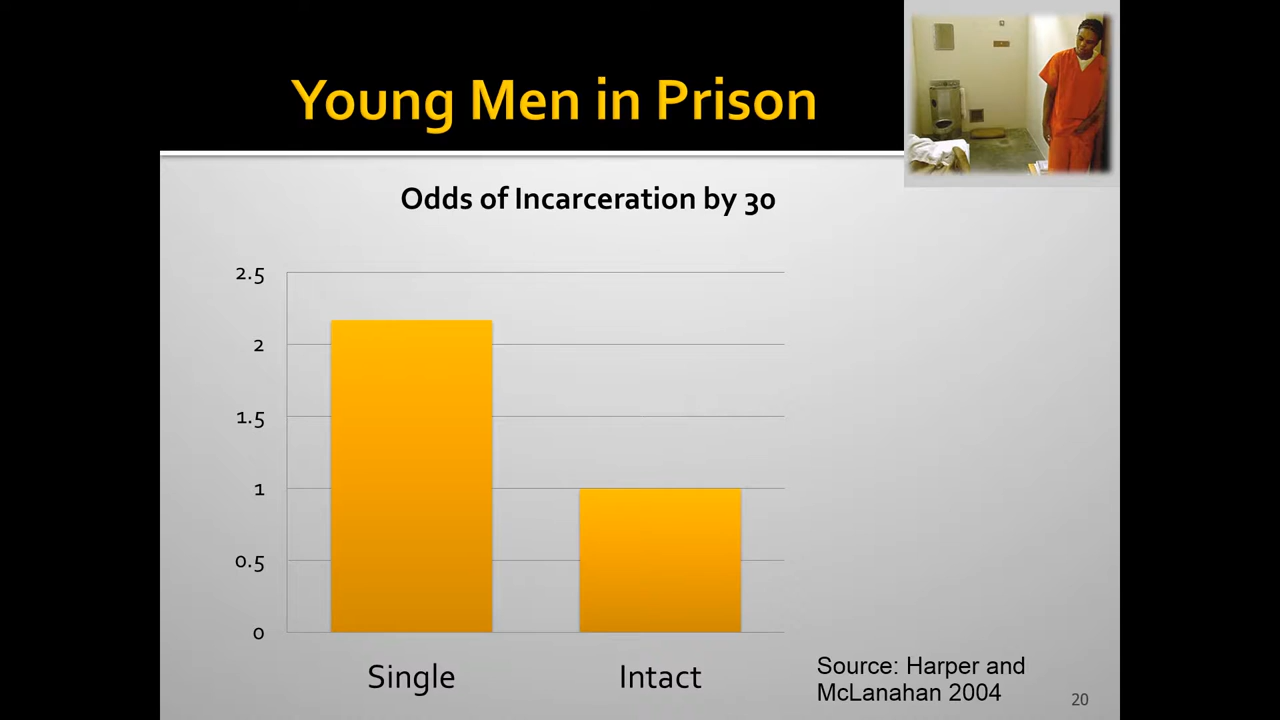 Young Men in Prison
Odds of Incarceration by 30
2.5
2
1.5
1
0.5
0
Single
Intact
Source: Harper and
McLanahan 2004
20